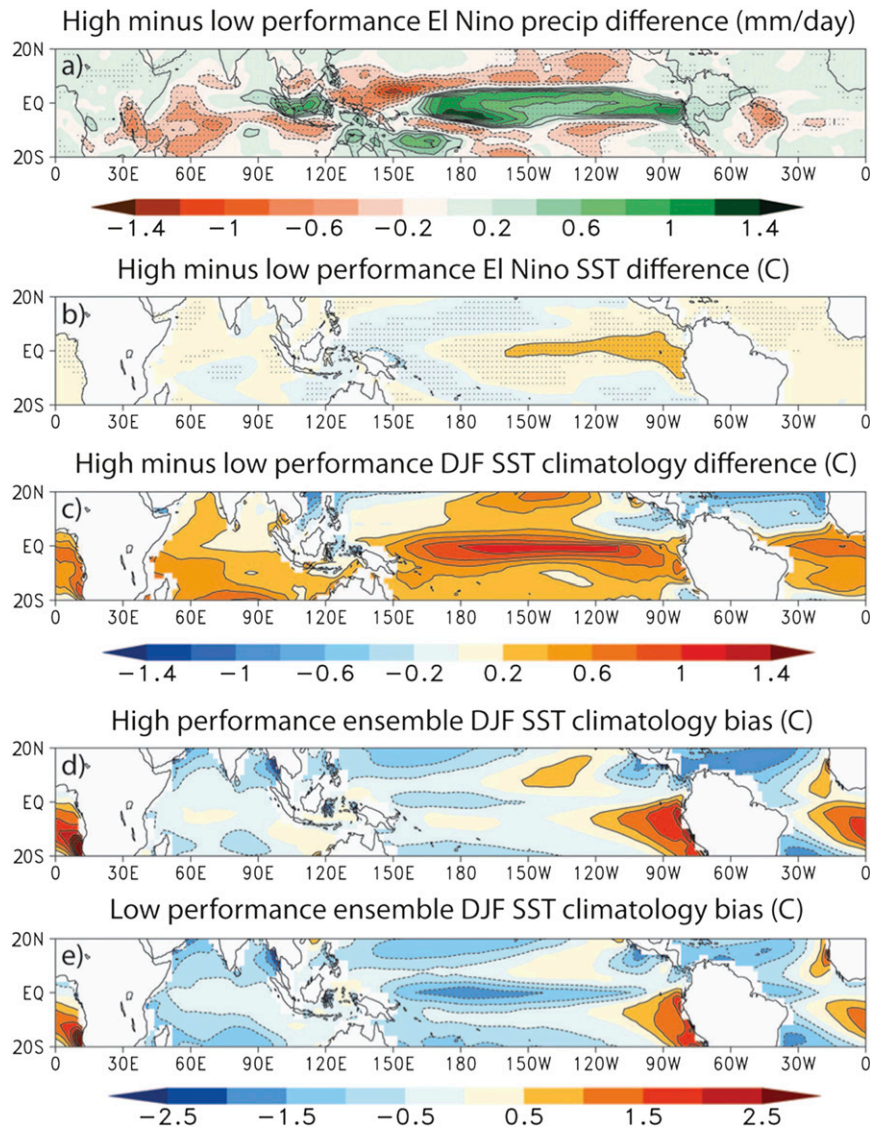 High minus low performance El Nino precip difference (mm/day)
a)
20N
EQ
20S
0 30E 60E 90E 120E 150E 180 150W 120W 90W 60W 30W 0
−1.4 −1 −0.6 −0.2 0.2 0.6 1 1.4
High minus low performance El Nino SST difference (C)
b)
20N
EQ
20S
0 30E 60E 90E 120E 150E 180 150W 120W 90W 60W 30W 0
High minus low performance DJF SST climatology difference (C)
c)
20N
EQ
20S
0 30E 60E 90E 120E 150E 180 150W 120W 90W 60W 30W 0
−1.4 −1 −0.6 −0.2 0.2 0.6 1 1.4
High performance ensemble DJF SST climatology bias (C)
d)
20N
EQ
20S
0 30E 60E 90E 120E 150E 180 150W 120W 90W 60W 30W 0
Low performance ensemble DJF SST climatology bias (C)
e)
20N
EQ
20S
0 30E 60E 90E 120E 150E 180 150W 120W 90W 60W 30W 0
−2.5 −1.5 −0.5 0.5 1.5 2.5